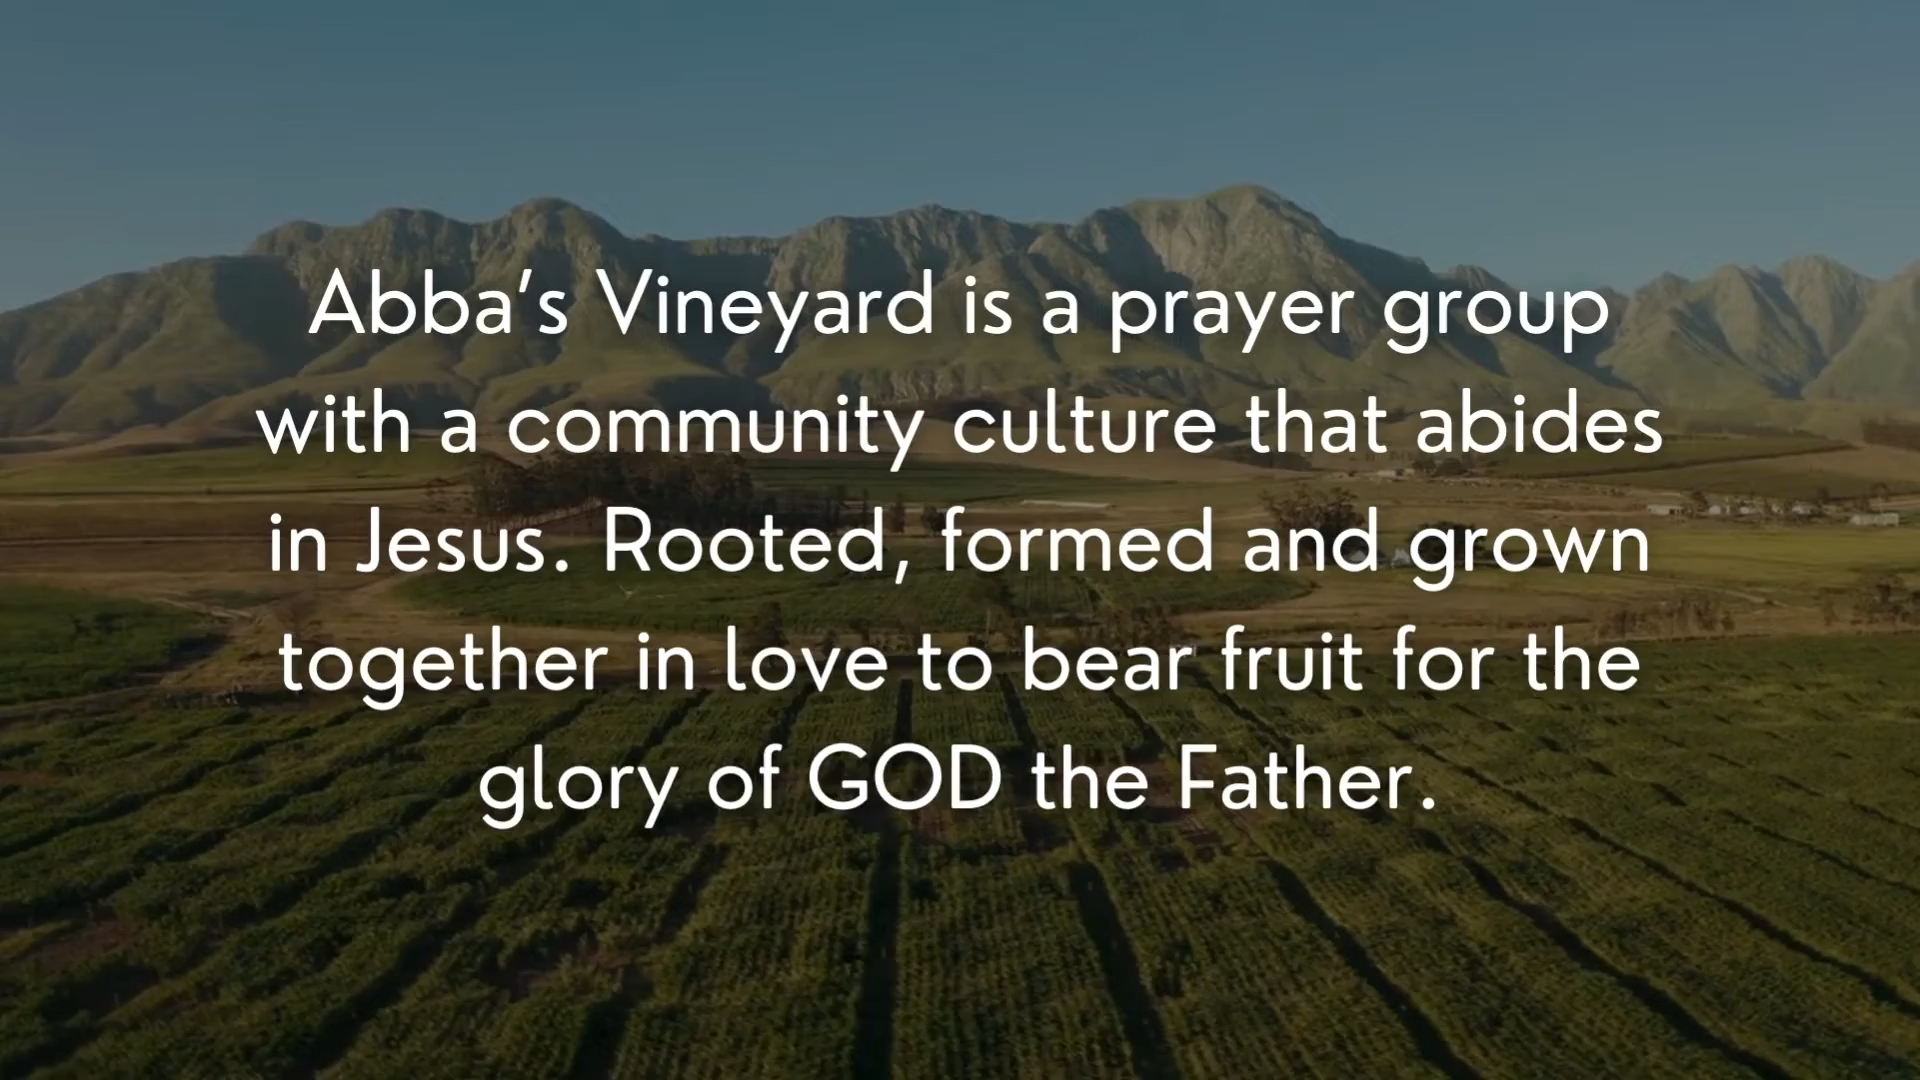 Abba's Vineyard is a prayer group
with a community culture that abides
in Jesus. Rooted, formed and grown
together in love to bear fruit for the
glory of GOD the Father.